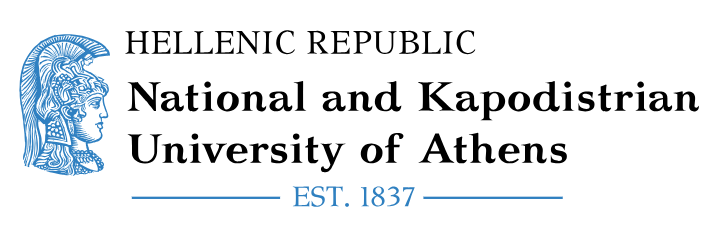 HELLENIC REPUBLIC
National and Kapodistrian
University of Athens
EST. 1837